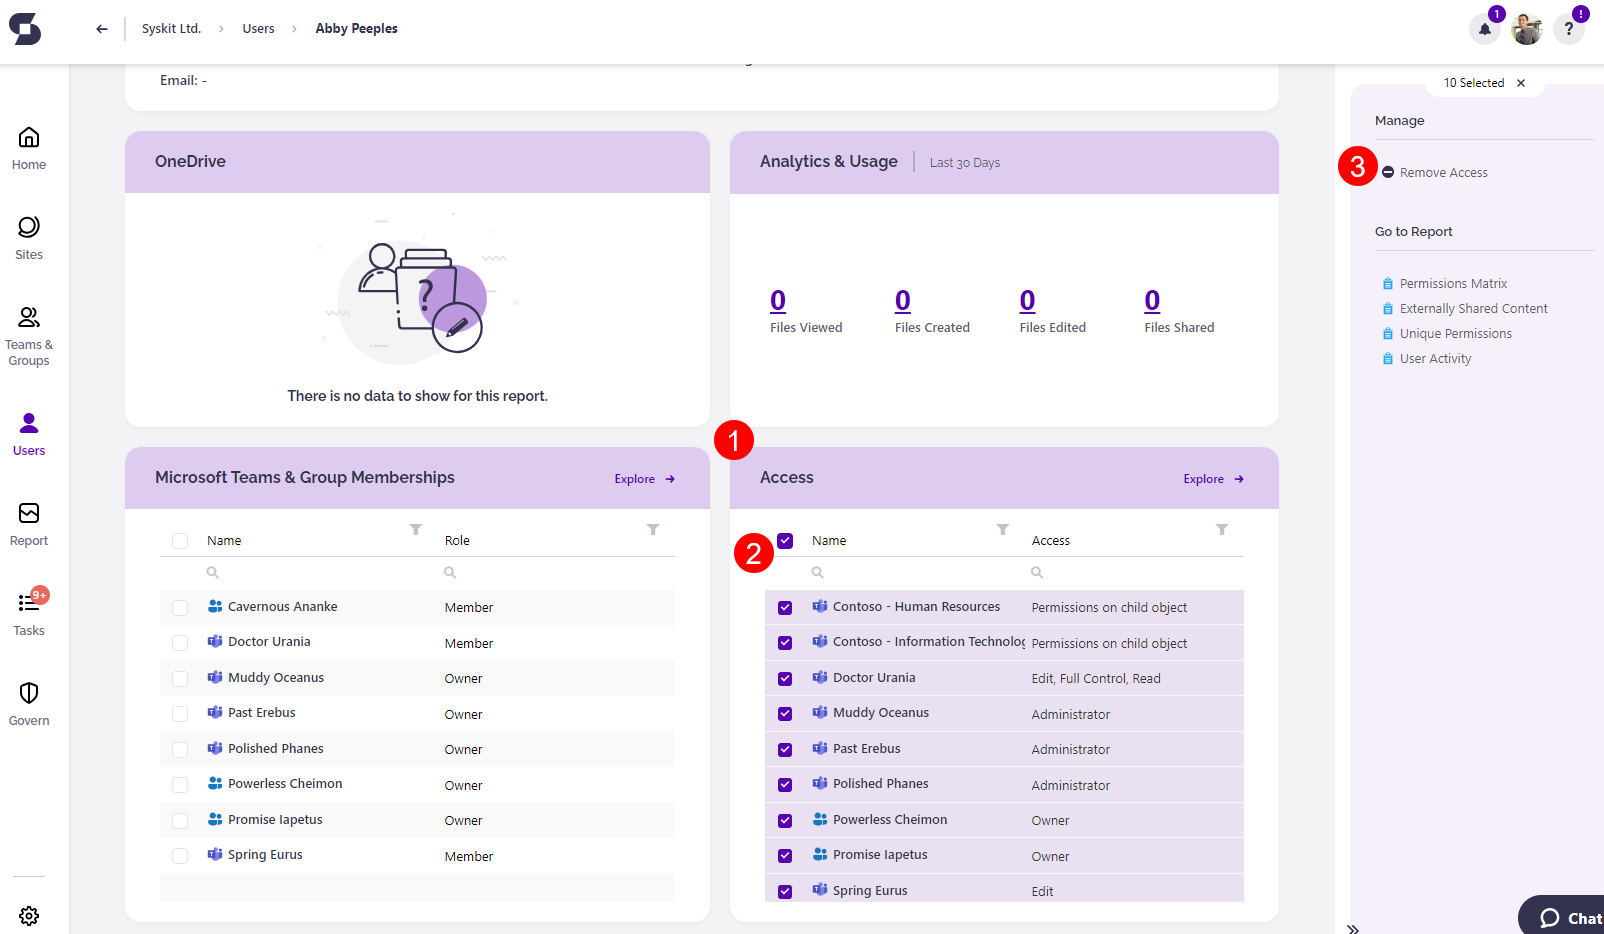 Syskit Ltd. > Users > Abby Peeples
1
!
?
Email: -
10 Selected ×
Manage
3
Remove Access
Go to Report
Permissions Matrix
Externally Shared Content
Unique Permissions
User Activity
Home
Sites
Teams &
Groups
Users
Report
9+
Tasks
Govern
OneDrive
?
There is no data to show for this report.
Analytics & Usage | Last 30 Days
0 0 0 0
Files Viewed Files Created Files Edited Files Shared
1
Microsoft Teams & Group Memberships Explore →
Name Role
Cavernous Ananke Member
Doctor Urania Member
Muddy Oceanus Owner
Past Erebus Owner
Polished Phanes Owner
Powerless Cheimon Owner
Promise Iapetus Owner
Spring Eurus Member
Access Explore →
2
Name Access
Contoso - Human Resources Permissions on child object
Contoso - Information Technolog Permissions on child object
Doctor Urania Edit, Full Control, Read
Muddy Oceanus Administrator
Past Erebus Administrator
Polished Phanes Administrator
Powerless Cheimon Owner
Promise Iapetus Owner
Spring Eurus Edit
Chat